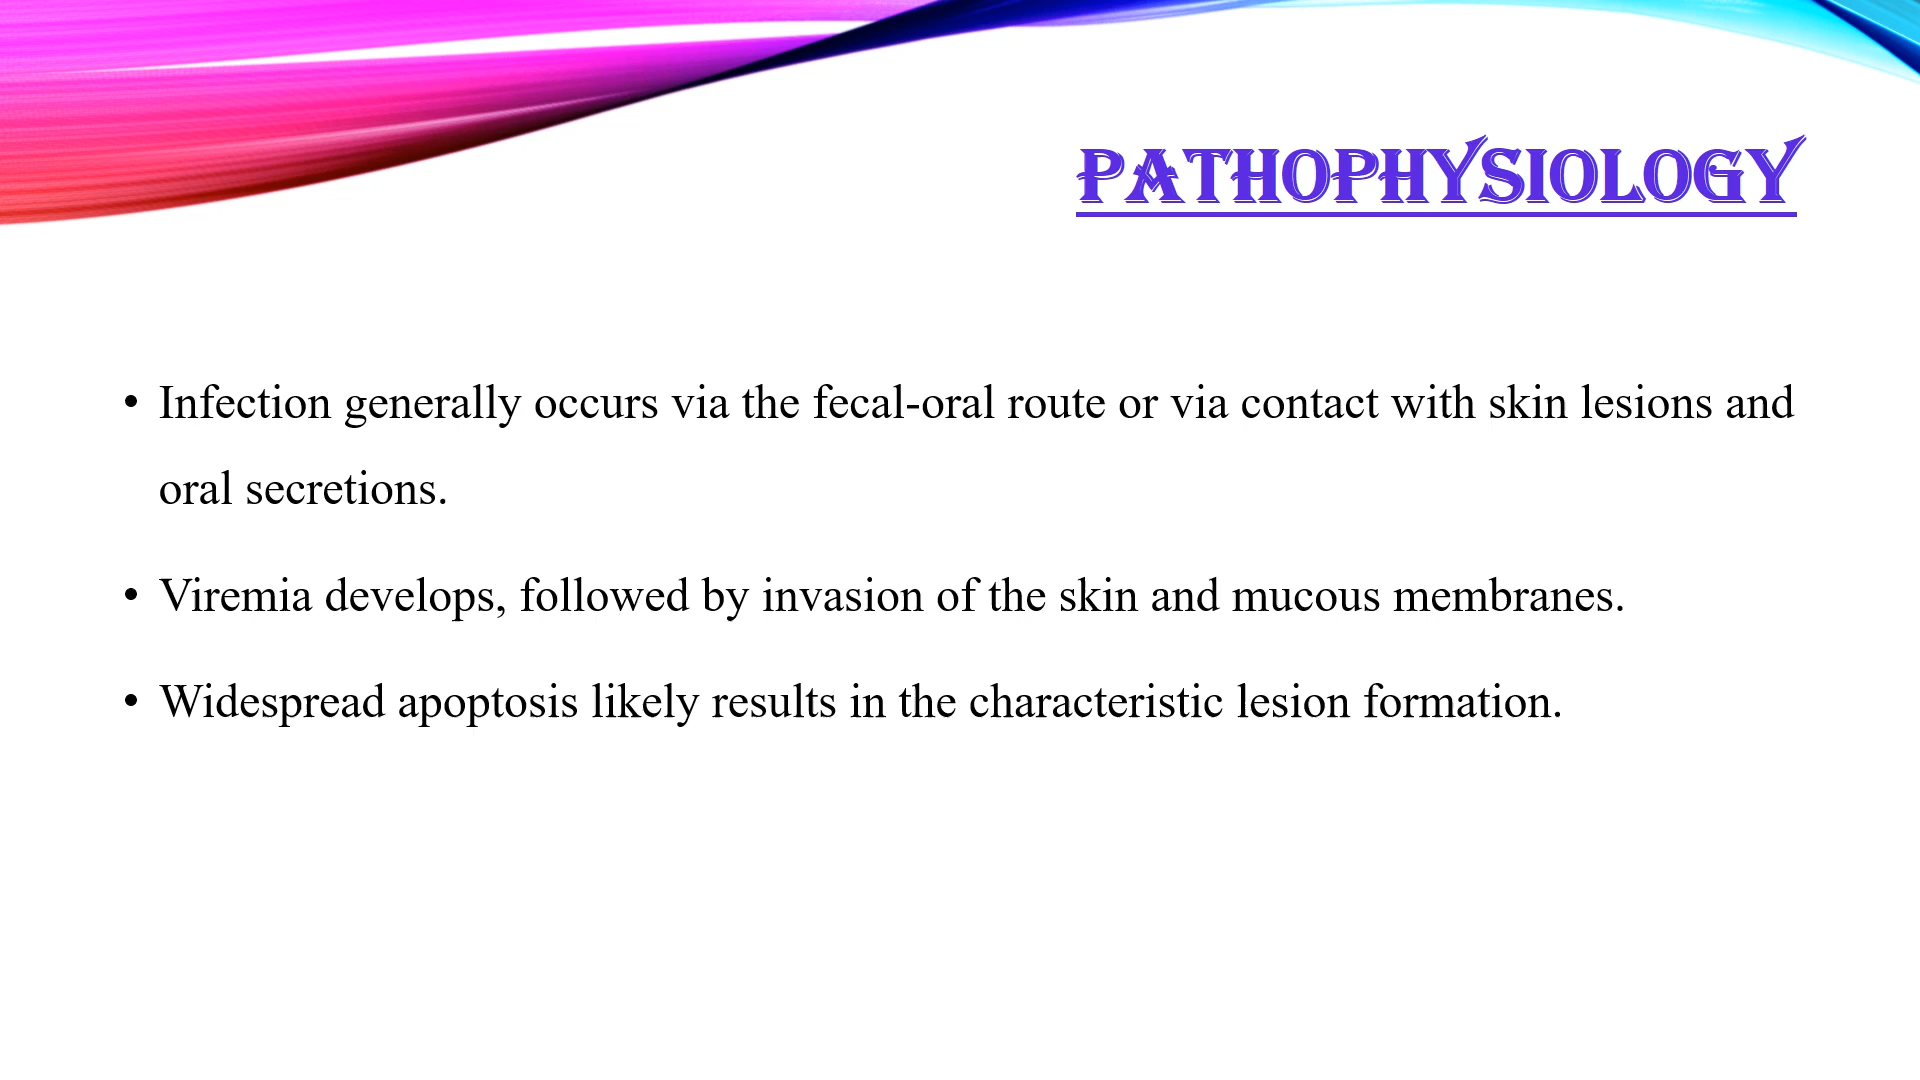 PATHOPHYSIOLOGY
• Infection generally occurs via the fecal-oral route or via contact with skin lesions and
oral secretions.
• Viremia develops, followed by invasion of the skin and mucous membranes.
• Widespread apoptosis likely results in the characteristic lesion formation.